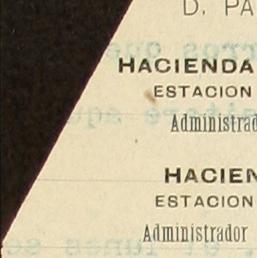 D. PA
HACIENDA
ESTACION
Administrad
HACIEN
ESTACION
Administrador